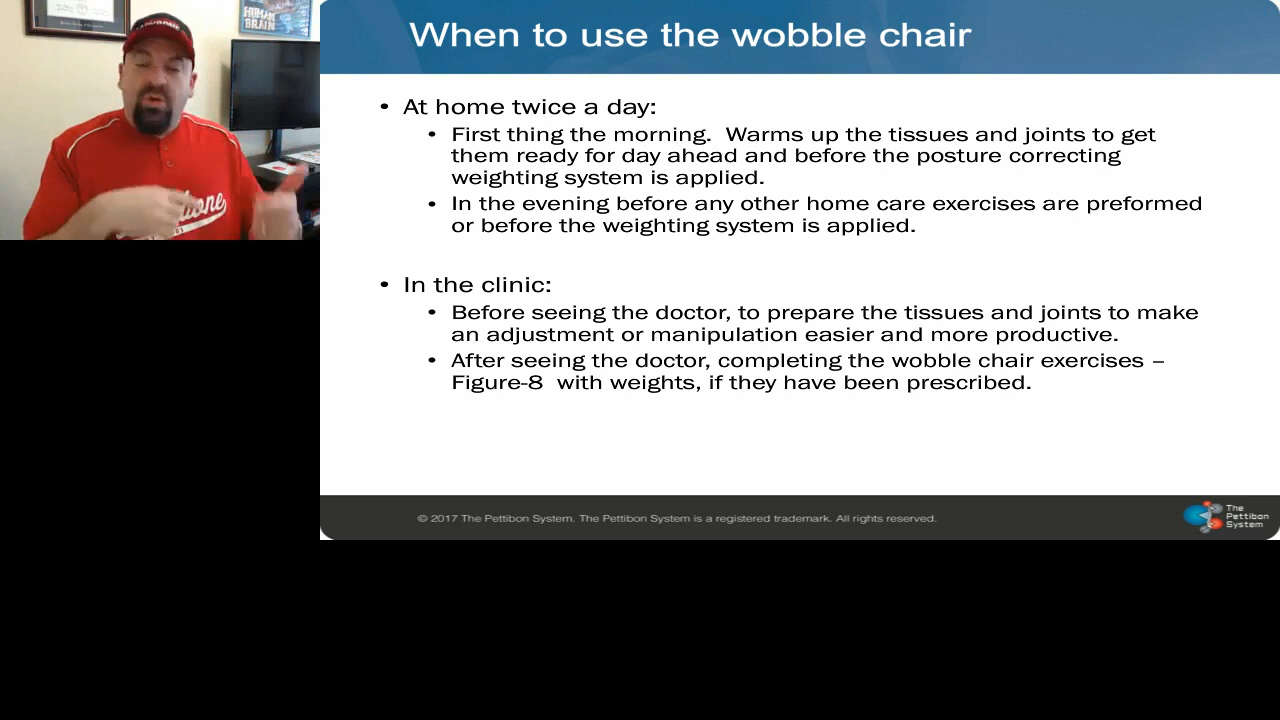 HUMAN
BRAIN
When to use the wobble chair
• At home twice a day:
• First thing the morning.  Warms up the tissues and joints to get
them ready for day ahead and before the posture correcting
weighting system is applied.
• In the evening before any other home care exercises are preformed
or before the weighting system is applied.
• In the clinic:
• Before seeing the doctor, to prepare the tissues and joints to make
an adjustment or manipulation easier and more productive.
• After seeing the doctor, completing the wobble chair exercises –
Figure-8  with weights, if they have been prescribed.
© 2017 The Pettibon System. The Pettibon System is a registered trademark. All rights reserved.
The
Pettibon
System